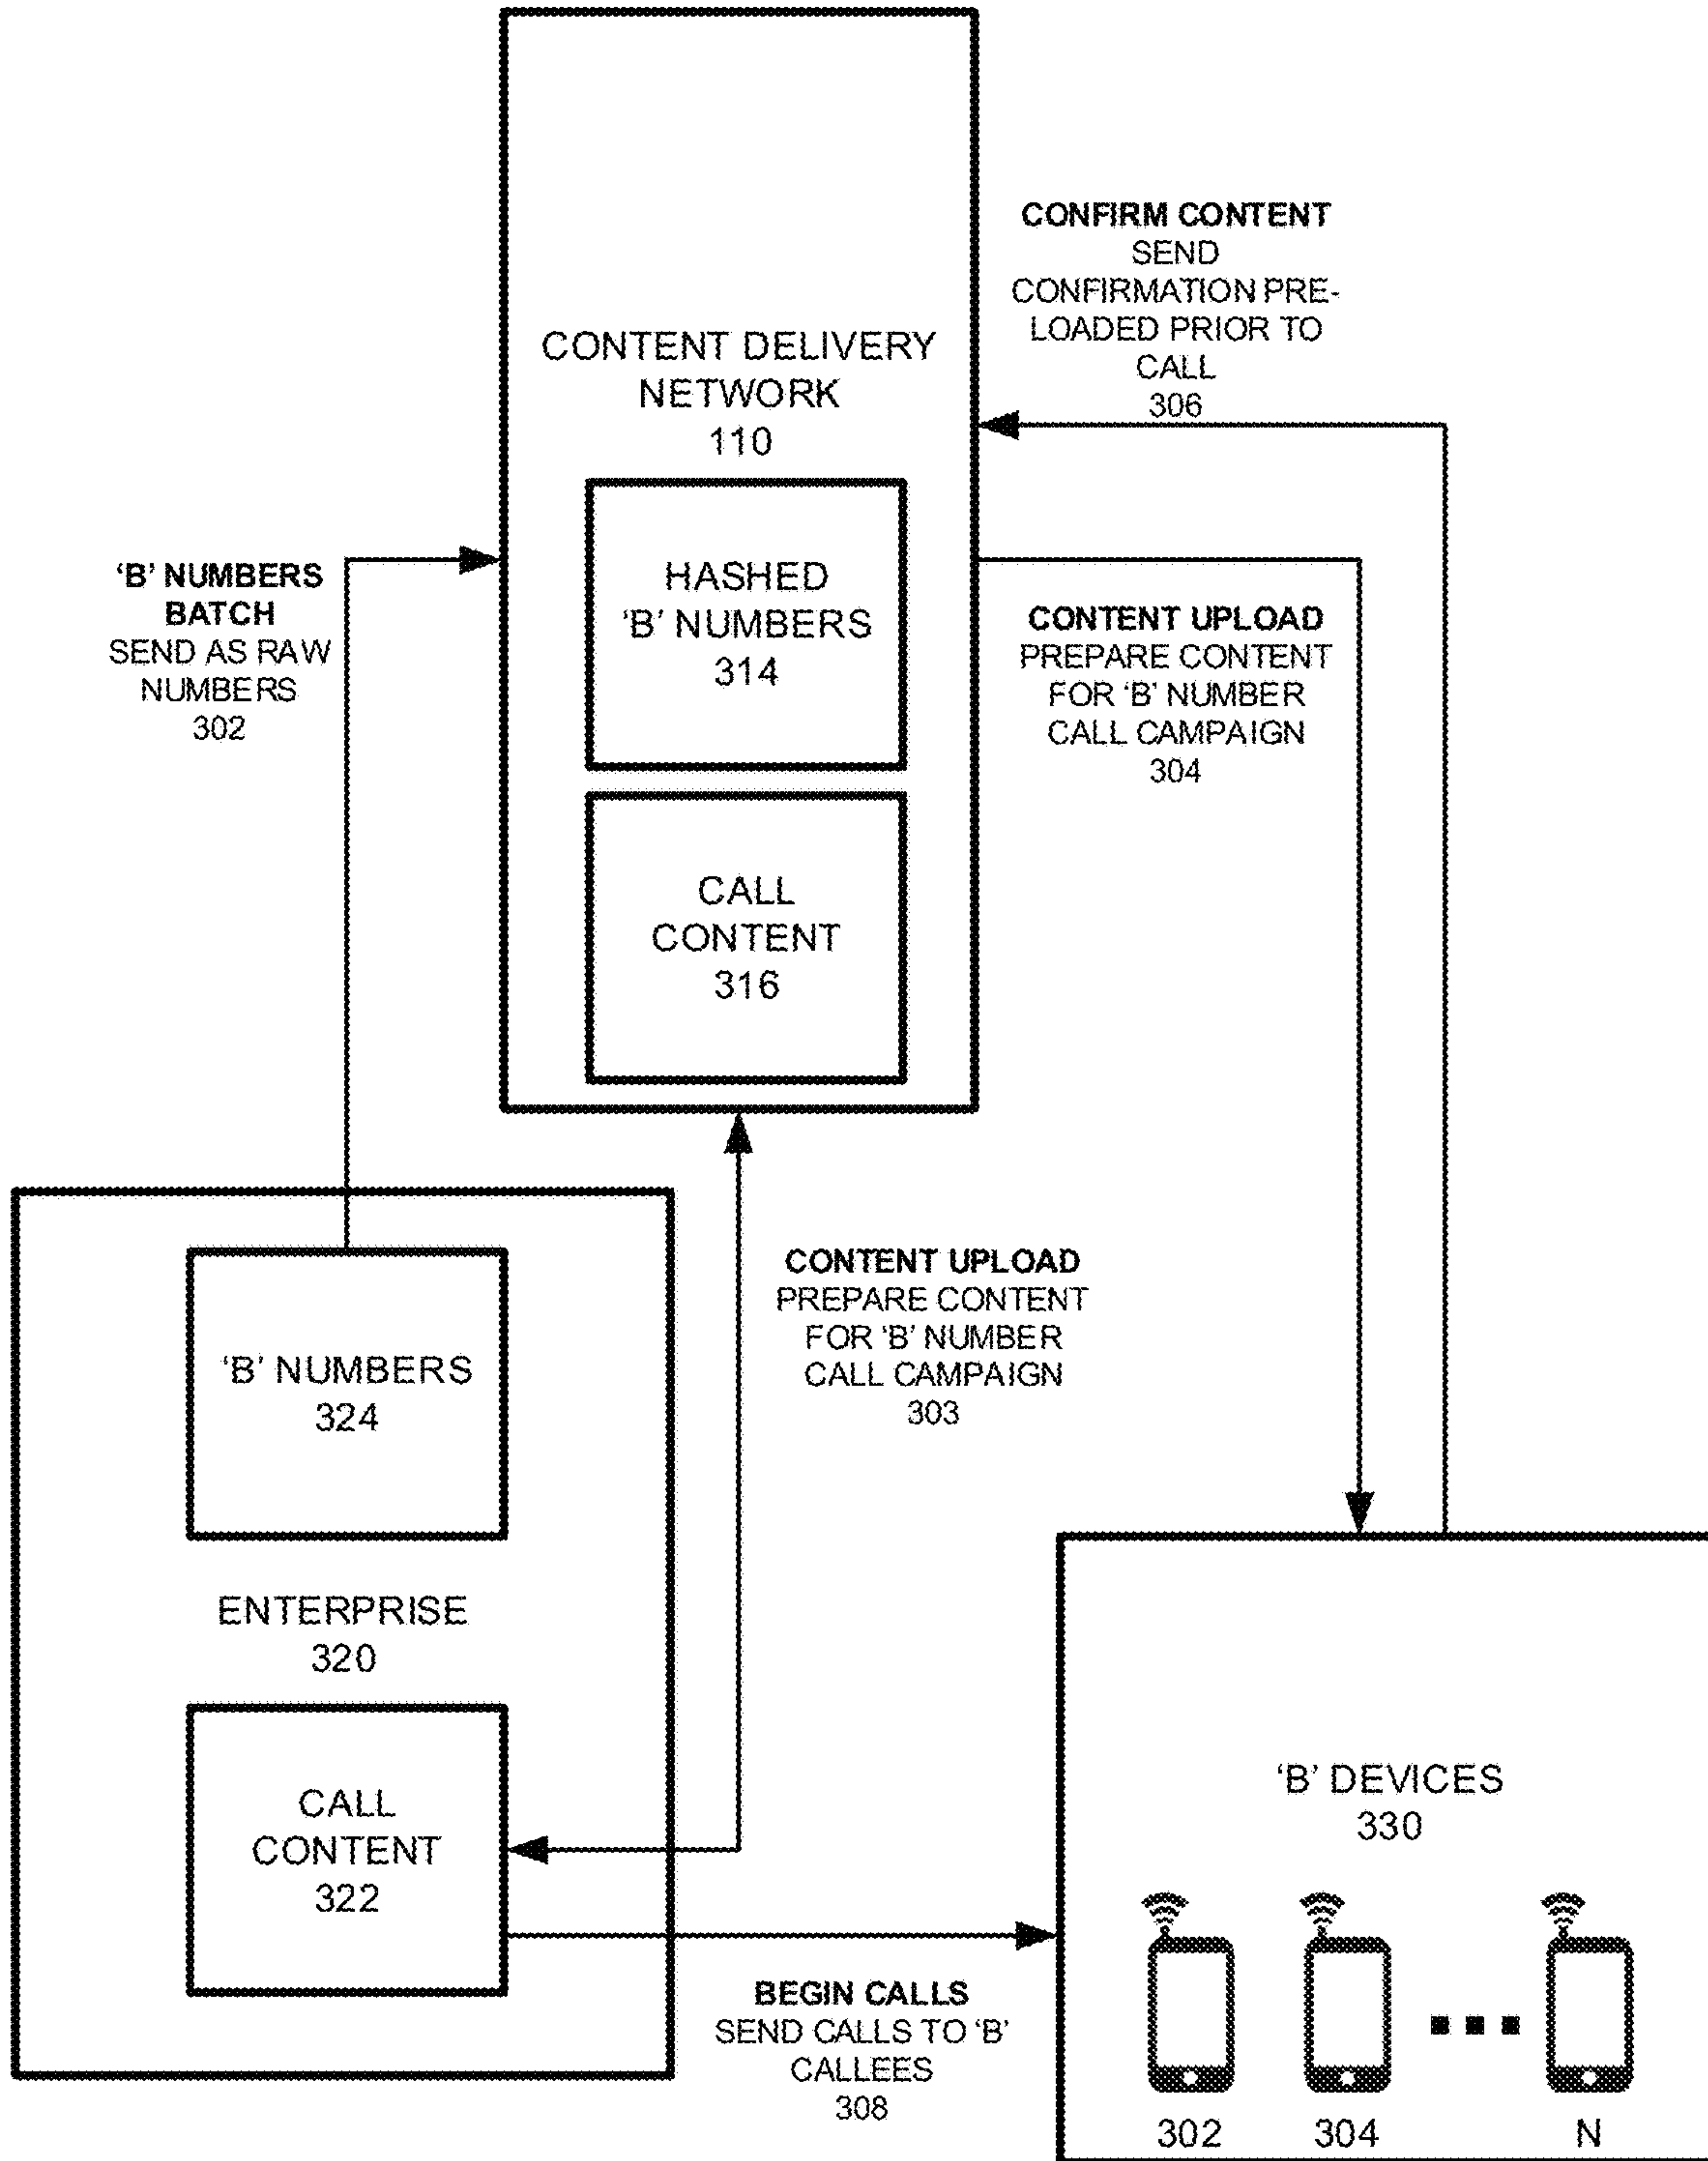 CONTENT DELIVERY
NETWORK
110
HASHED
‘B’ NUMBERS
314
CALL
CONTENT
316
CONFIRM CONTENT
SEND
CONFIRMATION PRE-
LOADED PRIOR TO
CALL
306
‘B’ NUMBERS
BATCH
SEND AS RAW
NUMBERS
302
CONTENT UPLOAD
PREPARE CONTENT
FOR ‘B’ NUMBER
CALL CAMPAIGN
304
‘B’ NUMBERS
324
ENTERPRISE
320
CALL
CONTENT
322
CONTENT UPLOAD
PREPARE CONTENT
FOR ‘B’ NUMBER
CALL CAMPAIGN
303
BEGIN CALLS
SEND CALLS TO ‘B’
CALLEES
308
‘B’ DEVICES
330
302 304 N